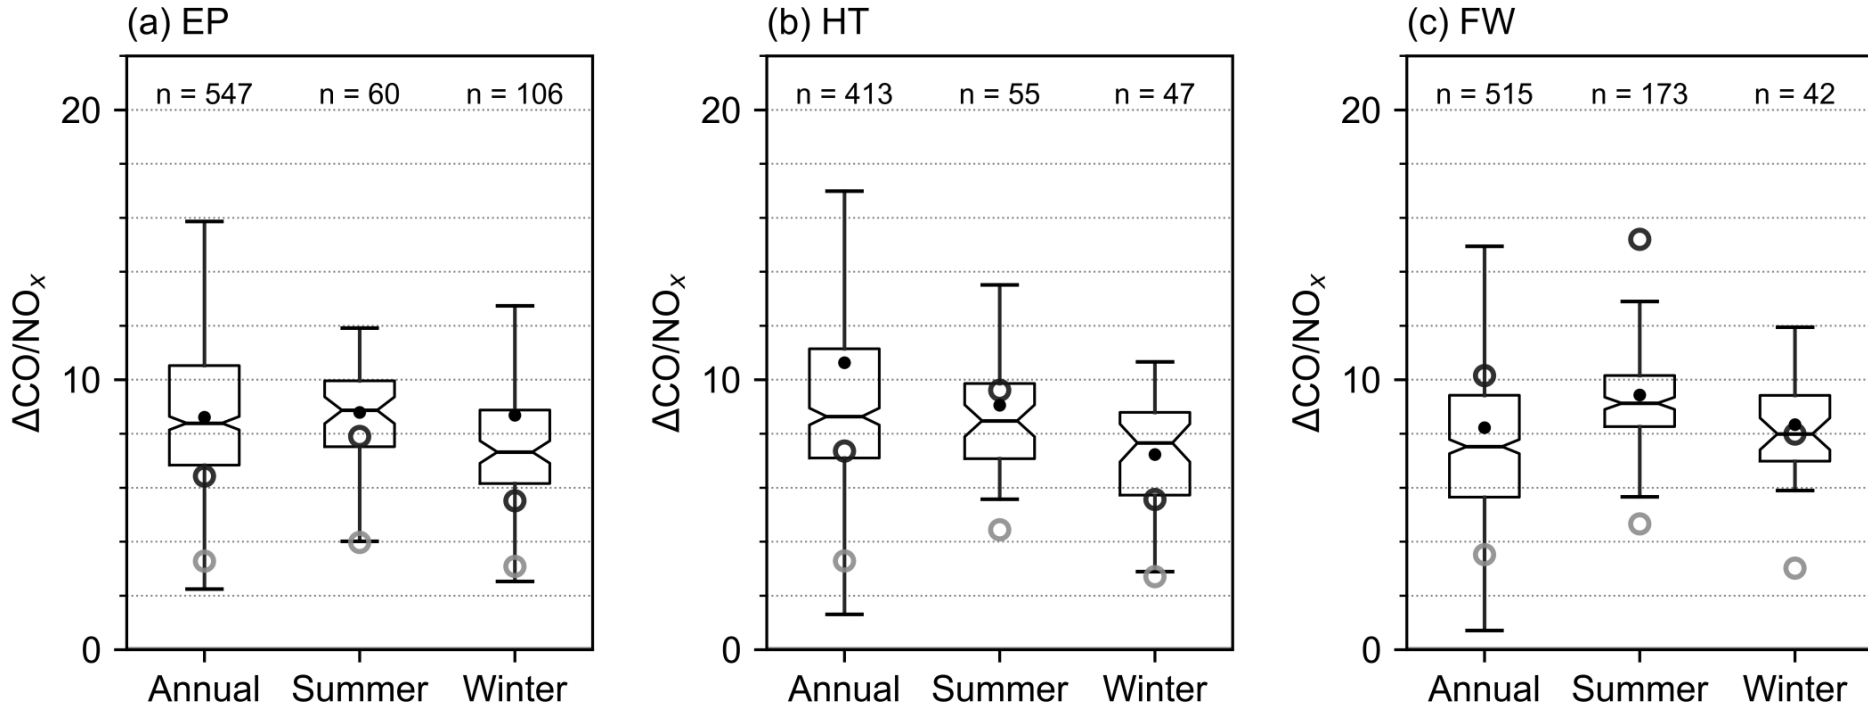 (a) EP
(b) HT
(c) FW
n = 547
n = 60
n = 106
n = 413
n = 55
n = 47
n = 515
n = 173
n = 42
20
10
0
20
10
0
20
10
0
ΔCO/NOx
ΔCO/NOx
ΔCO/NOx
Annual Summer Winter
Annual Summer Winter
Annual Summer Winter